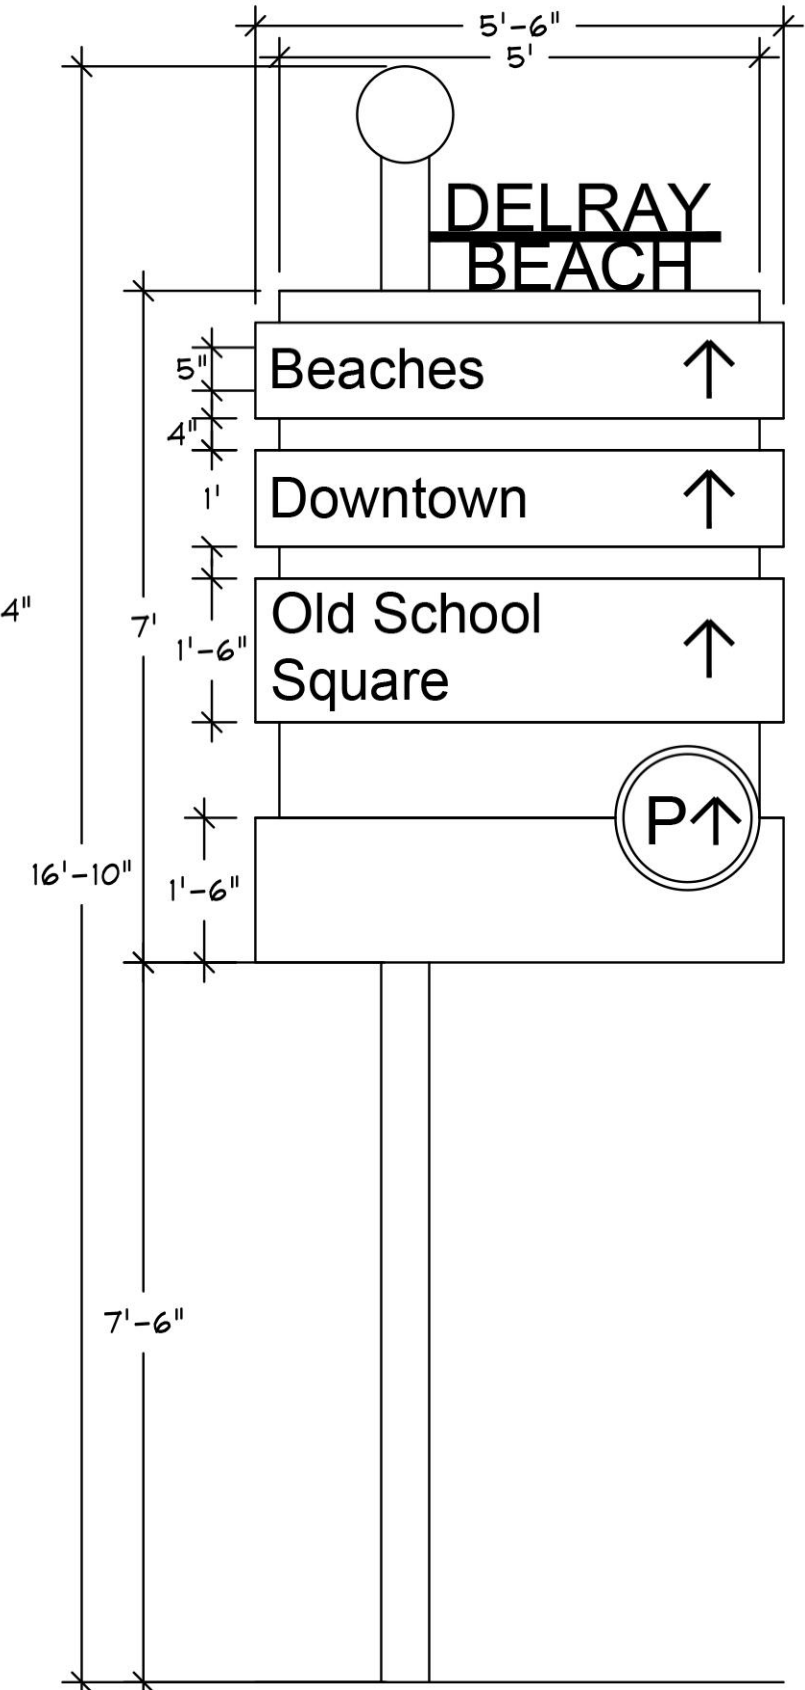 5'-6"
5'
DELRAY
BEACH
5"
Beaches
4"
1'
Downtown
4"
7'
1'-6"
Old School
Square
P
16'-10"
1'-6"
7'-6"